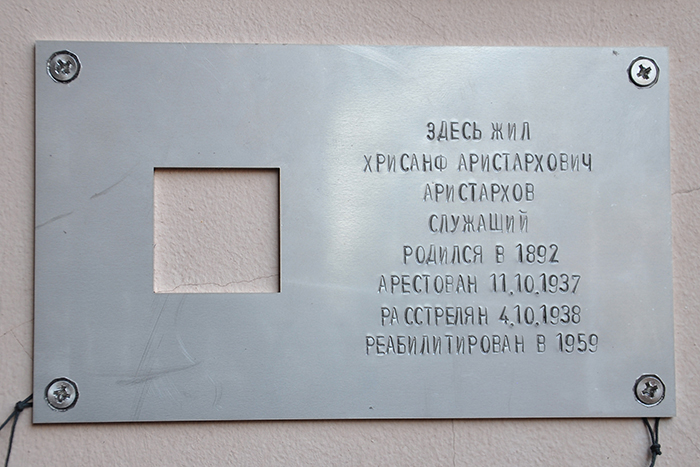 ЗДЕСЬ ЖИЛ
ХРИСАНФ АРИСТАРХОВИЧ
АРИСТАРХОВ
СЛУЖАЩИЙ
РОДИЛСЯ В 1892
АРЕСТОВАН 11.10.1937
РАССТРЕЛЯН 4.10.1938
РЕАБИЛИТИРОВАН В 1959